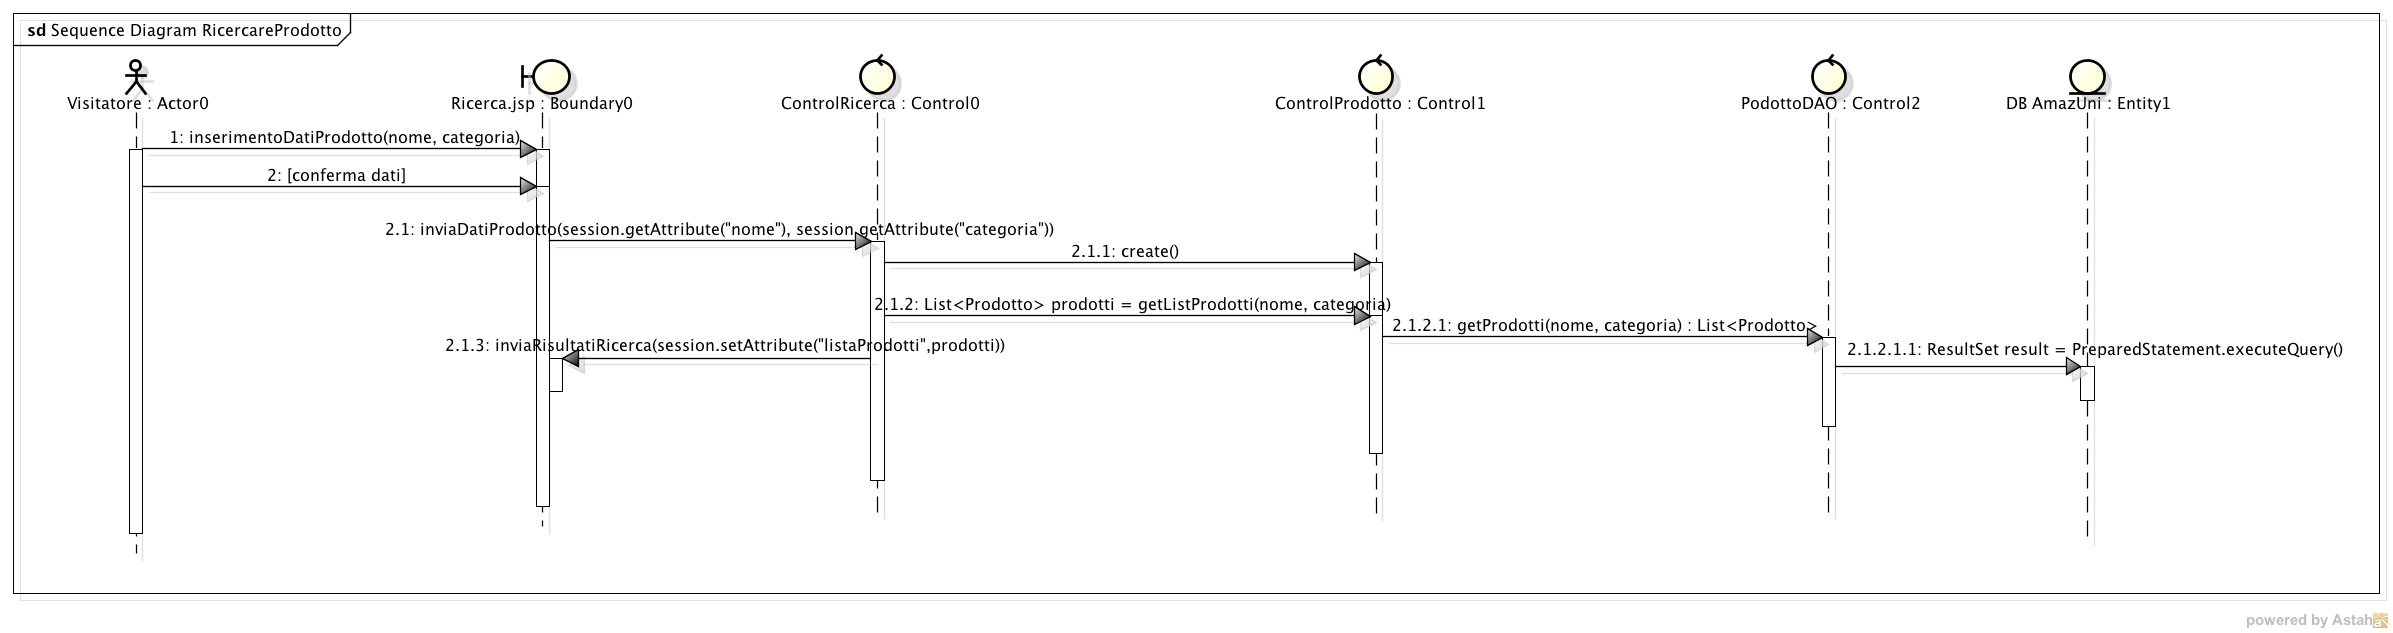 sd Sequence Diagram RicercareProdotto
Visitatore : Actor0
Ricerca.jsp : Boundary0
ControlRicerca : Control0
ControlProdotto : Control1
PodottoDAO : Control2
DB AmazUni : Entity1
1: inserimentoDatiProdotto(nome, categoria)
2: [conferma dati]
2.1: inviaDatiProdotto(session.getAttribute("nome"), session.getAttribute("categoria"))
2.1.1: create()
2.1.2: List<Prodotto> prodotti = getListProdotti(nome, categoria)
2.1.2.1: getProdotti(nome, categoria) : List<Prodotto>
2.1.3: inviaRisultatiRicerca(session.setAttribute("listaProdotti",prodotti))
2.1.2.1.1: ResultSet result = PreparedStatement.executeQuery()
powered by Astah